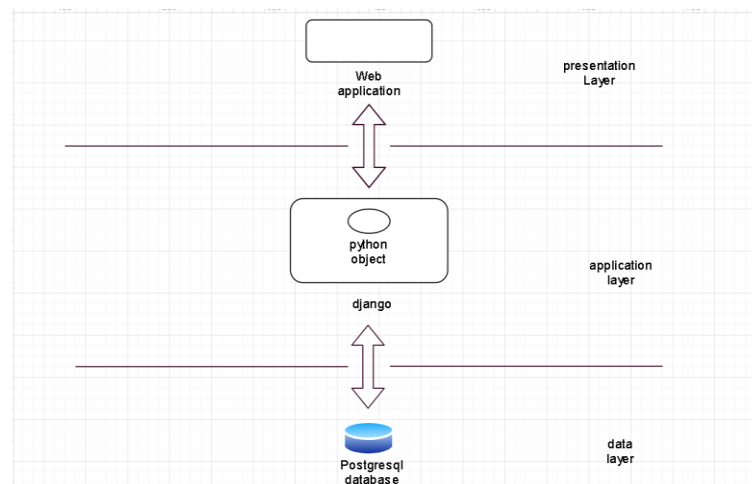 Web
application
presentation
Layer
python
object
django
application
layer
Postgresql
database
data
layer